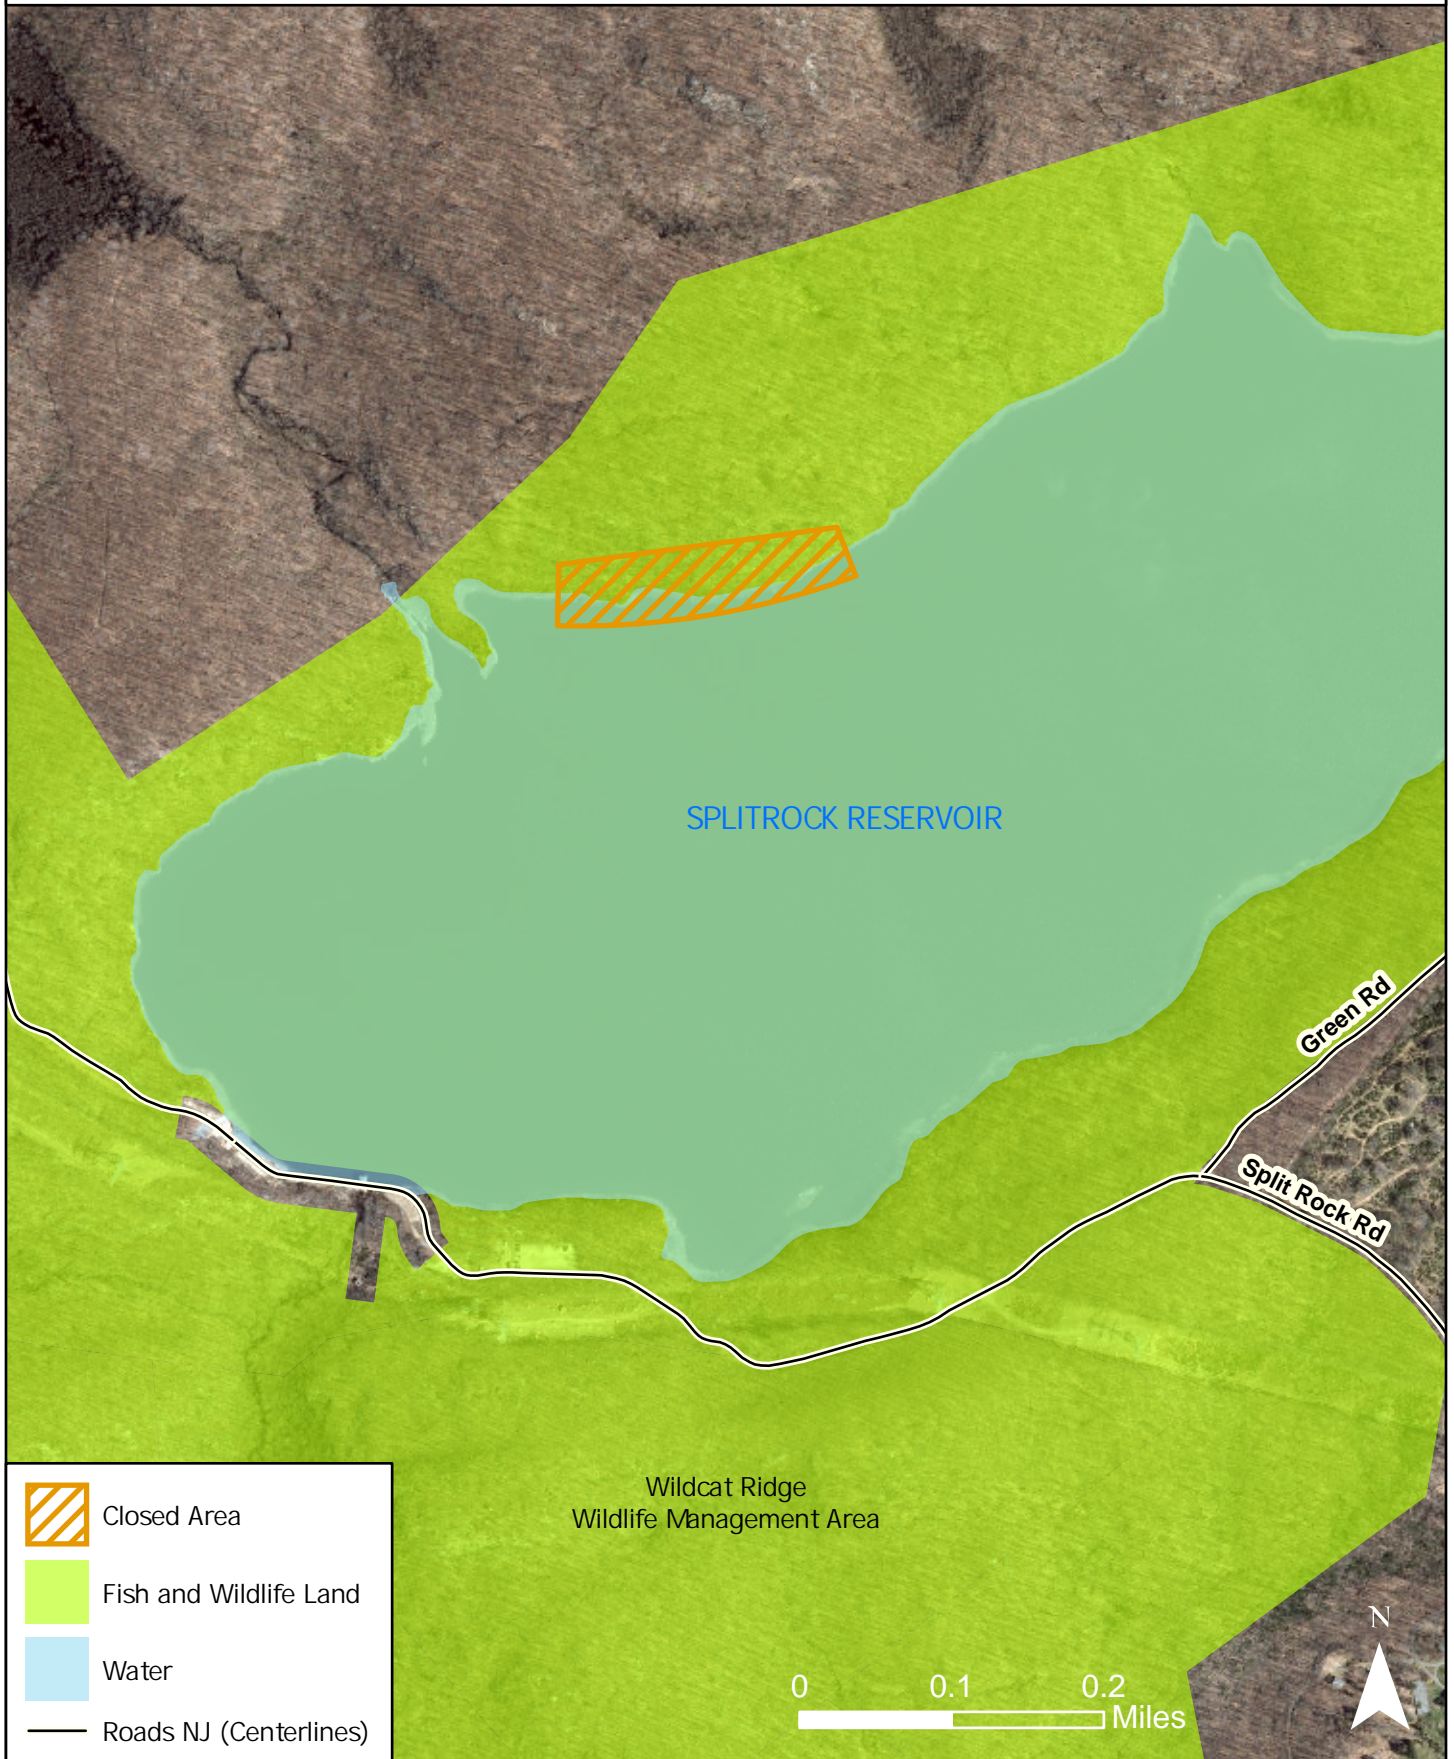 SPLITROCK RESERVOIR
Green Rd
Split Rock Rd
Wildcat Ridge
Wildlife Management Area
Closed Area
Fish and Wildlife Land
Water
Roads NJ (Centerlines)
N
0 0.1 0.2
Miles